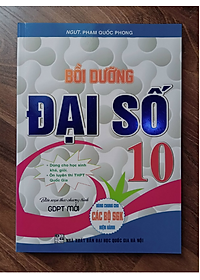 NGƯT. PHẠM QUỐC PHONG
BỒI DƯỠNG
ĐẠI SỐ
10
- Dùng cho học sinh
khá, giỏi
- Ôn luyện thi THPT
Quốc Gia
Biên soạn theo chương trình
GDPT MỚI
DÙNG CHUNG CHO
CÁC BỘ SGK
HIỆN HÀNH
NHÀ XUẤT BẢN ĐẠI HỌC QUỐC GIA HÀ NỘI